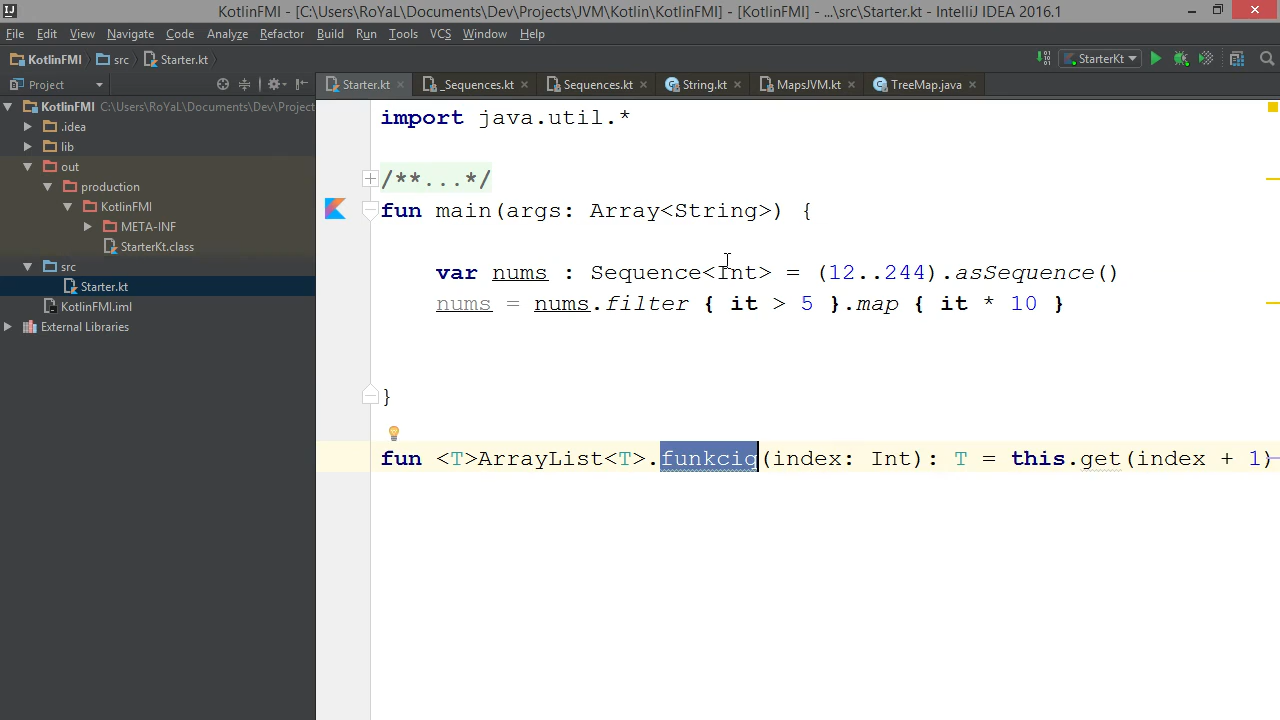 KotlinFMI - [C:\Users\RoYaL\Documents\Dev\Projects\JVM\Kotlin\KotlinFMI] - [KotlinFMI] - ...\src\Starter.kt - IntelliJ IDEA 2016.1
File Edit View Navigate Code Analyze Refactor Build Run Tools VCS Window Help
KotlinFMI src Starter.kt StarterKt
Project Starter.kt _Sequences.kt Sequences.kt String.kt MapsJVM.kt TreeMap.java
KotlinFMI C:\Users\RoYaL\Documents\Dev\Project
.idea
lib
out
production
KotlinFMI
META-INF
StarterKt.class
src
Starter.kt
KotlinFMI.iml
External Libraries
import java.util.*
/**...*/
fun main(args: Array<String>) {
var nums : Sequence<Int> = (12..244).asSequence()
nums = nums.filter { it > 5 }.map { it * 10 }
}
fun <T>ArrayList<T>.funkciq(index: Int): T = this.get(index + 1)